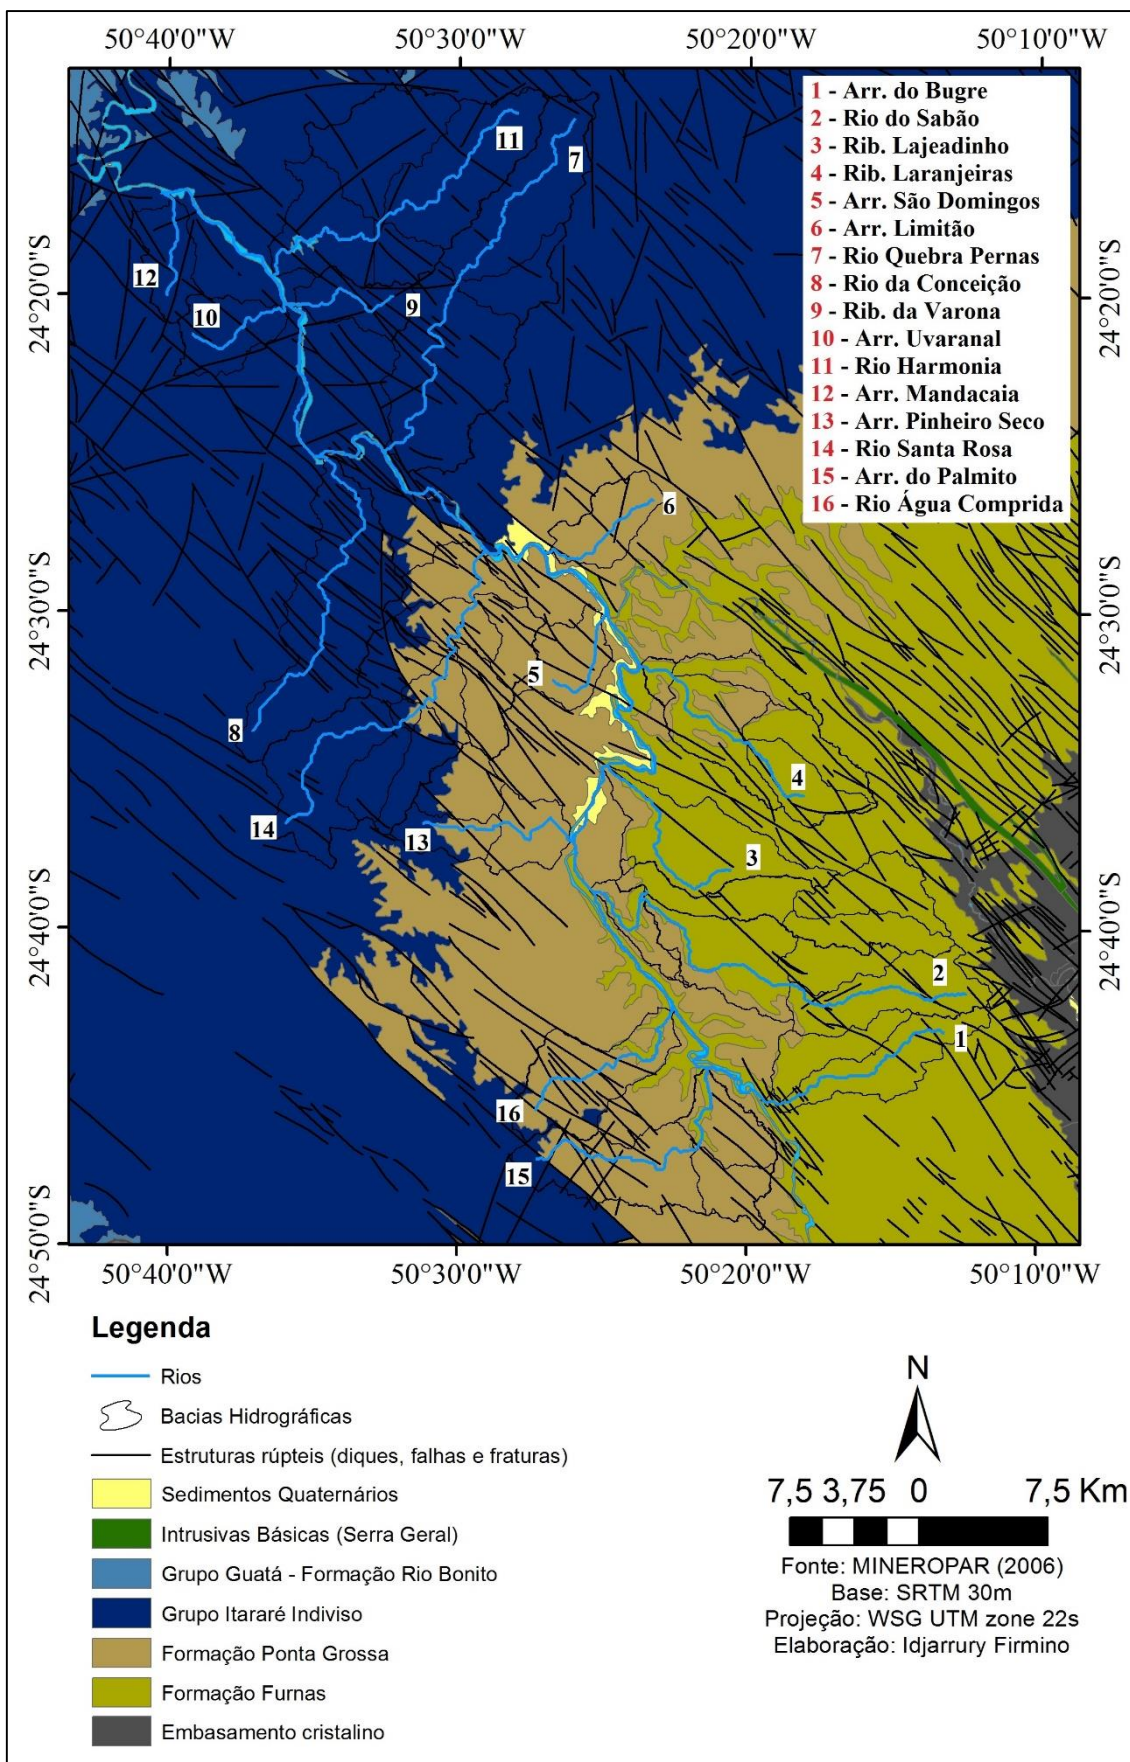 50°40'0"W 50°30'0"W 50°20'0"W 50°10'0"W
1 - Arr. do Bugre
2 - Rio do Sabão
3 - Rib. Lajeadinho
4 - Rib. Laranjeiras
5 - Arr. São Domingos
6 - Arr. Limitão
7 - Rio Quebra Pernas
8 - Rio da Conceição
9 - Rib. da Varona
10 - Arr. Uvaranal
11 - Rio Harmonia
12 - Arr. Mandacaia
13 - Arr. Pinheiro Seco
14 - Rio Santa Rosa
15 - Arr. do Palmito
16 - Rio Água Comprida
11
7
12
9
10
6
5
8
4
14
13
3
2
1
16
15
24°20'0"S
24°30'0"S
24°40'0"S
24°50'0"S
24°20'0"S
24°30'0"S
24°40'0"S
50°40'0"W 50°30'0"W 50°20'0"W 50°10'0"W
Legenda
Rios
Bacias Hidrográficas
Estruturas rúpteis (diques, falhas e fraturas)
Sedimentos Quaternários
Intrusivas Básicas (Serra Geral)
Grupo Guatá - Formação Rio Bonito
Grupo Itararé Indiviso
Formação Ponta Grossa
Formação Furnas
Embasamento cristalino
N
7,5 3,75 0 7,5 Km
Fonte: MINEROPAR (2006)
Base: SRTM 30m
Projeção: WSG UTM zone 22s
Elaboração: Idjarrury Firmino